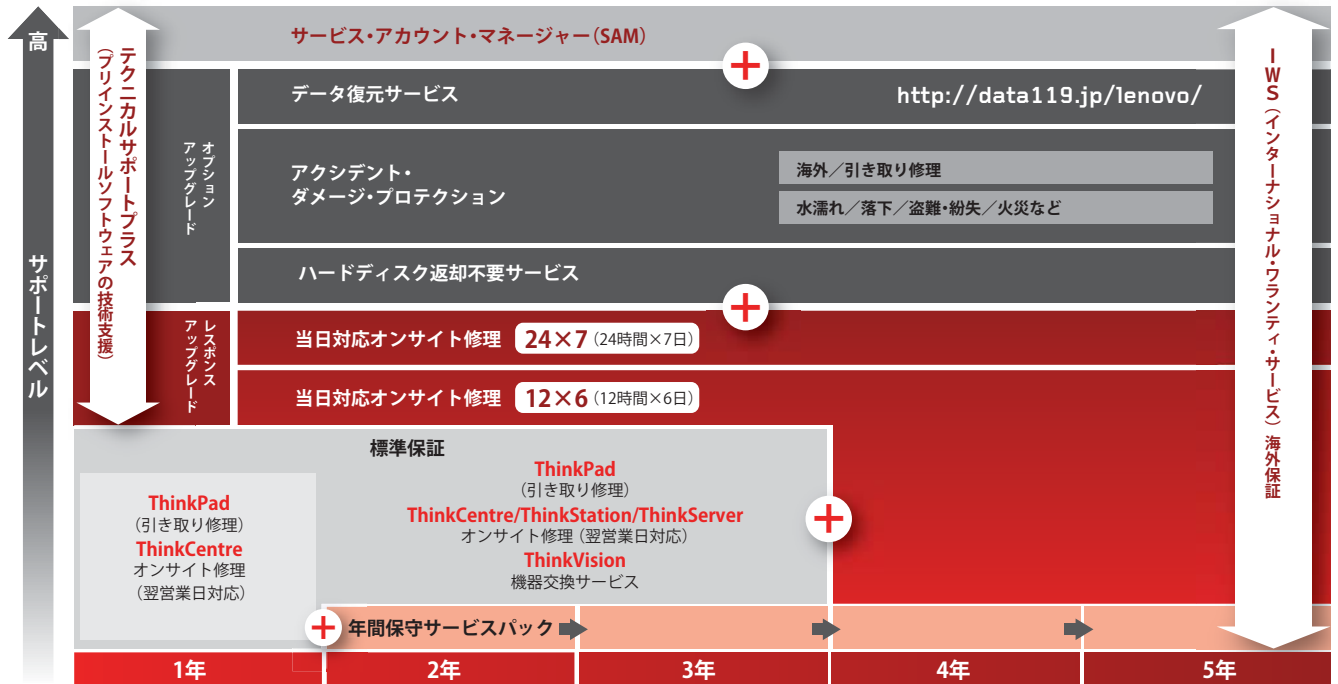 高
サポートレベル
テクニカルサポートプラス
(プリインストールソフトウェアの技術支援)
サービス・アカウント・マネージャー(SAM)
+
オプション
アップグレード
データ復元サービス
http://data119.jp/lenovo/
アクシデント・
ダメージ・プロテクション
海外/引き取り修理
水濡れ/落下/盗難・紛失/火災など
ハードディスク返却不要サービス
+
レスポンス
アップグレード
当日対応オンサイト修理 24×7(24時間×7日)
当日対応オンサイト修理 12×6(12時間×6日)
標準保証
ThinkPad
(引き取り修理)
ThinkCentre
オンサイト修理
(翌営業日対応)
ThinkPad
(引き取り修理)
ThinkCentre/ThinkStation/ThinkServer
オンサイト修理(翌営業日対応)
ThinkVision
機器交換サービス
+
+ 年間保守サービスパック
1年 2年 3年 4年 5年
IWS(インターナショナル・ワランティ・サービス)海外保証